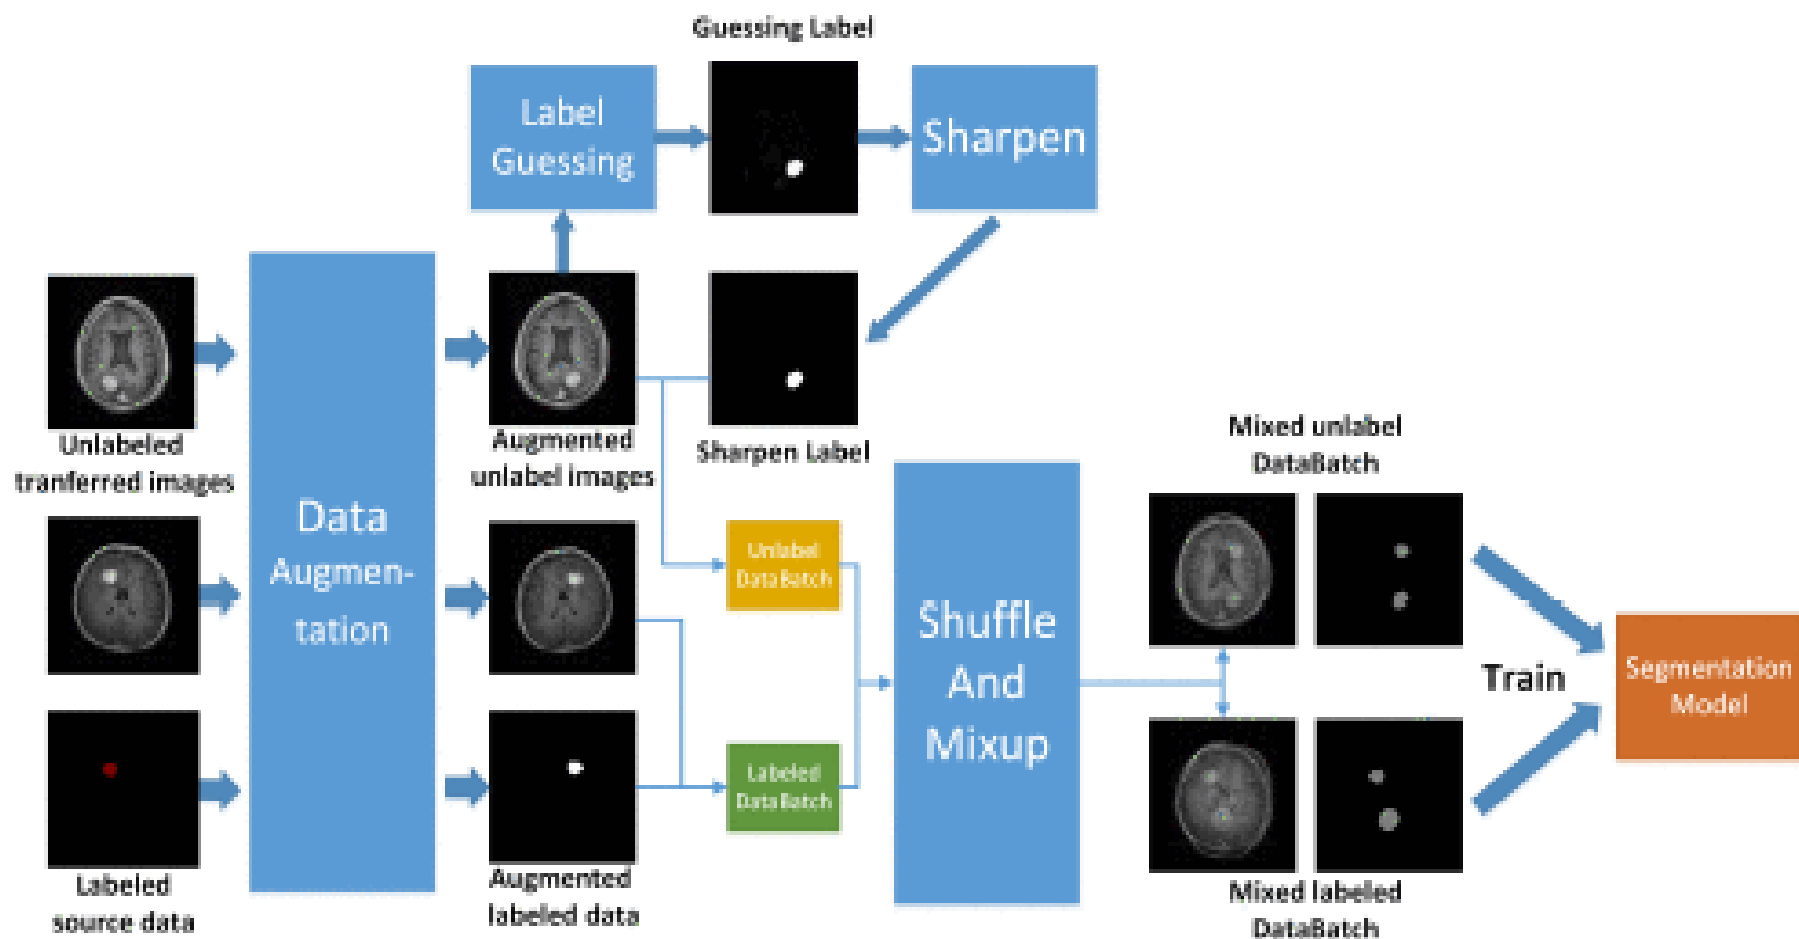 Guessing Label
Label
Guessing
Sharpen
Unlabeled
tranferred images
Data
Augmen-
tation
Augmented
unlabel images
Sharpen Label
Unlabel
DataBatch
Labeled
DataBatch
Labeled
source data
Augmented
labeled data
Shuffle
And
Mixup
Mixed unlabel
DataBatch
Train
Segmentation
Model
Mixed labeled
DataBatch